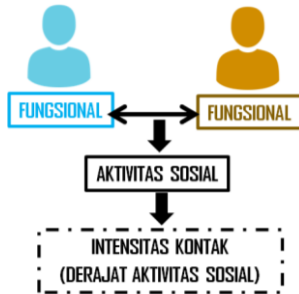 FUNGSIONAL
FUNGSIONAL
AKTIVITAS SOSIAL
INTENSITAS KONTAK
(DERAJAT AKTIVITAS SOSIAL)